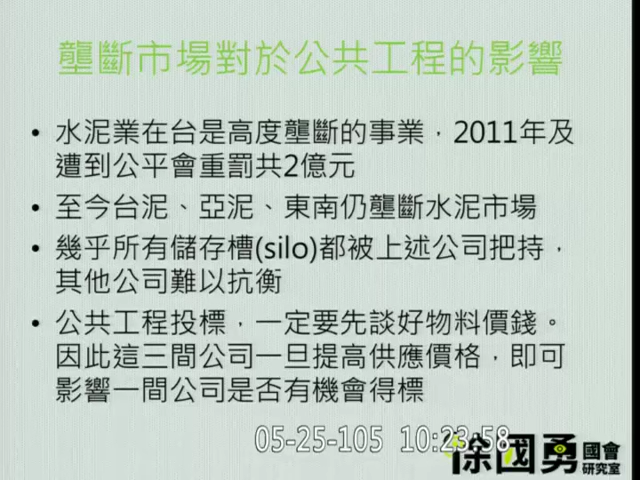 壟斷市場對於公共工程的影響
• 水泥業在台是高度壟斷的事業，2011年及
遭到公平會重罰共2億元
• 至今台泥、亞泥、東南仍壟斷水泥市場
• 幾乎所有儲存槽(silo)都被上述公司把持，
其他公司難以抗衡
• 公共工程投標，一定要先談好物料價錢。
因此這三間公司一旦提高供應價格，即可
影響一間公司是否有機會得標
05-25-105 10:23:58
徐國勇 國會
研究室